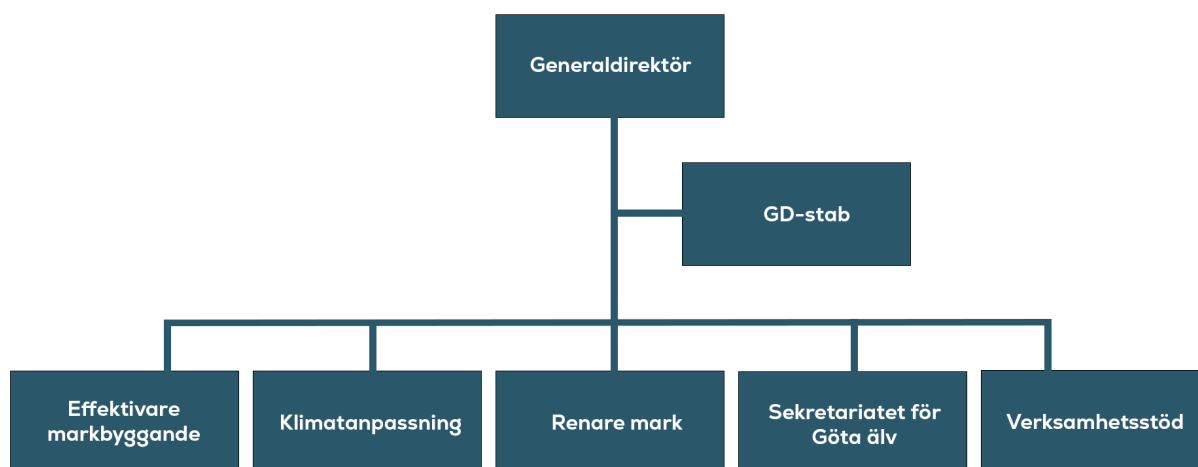 Generaldirektör
GD-stab
Effektivare
markbyggande
Klimatanpassning
Renare mark
Sekretariatet för
Göta älv
Verksamhetsstöd